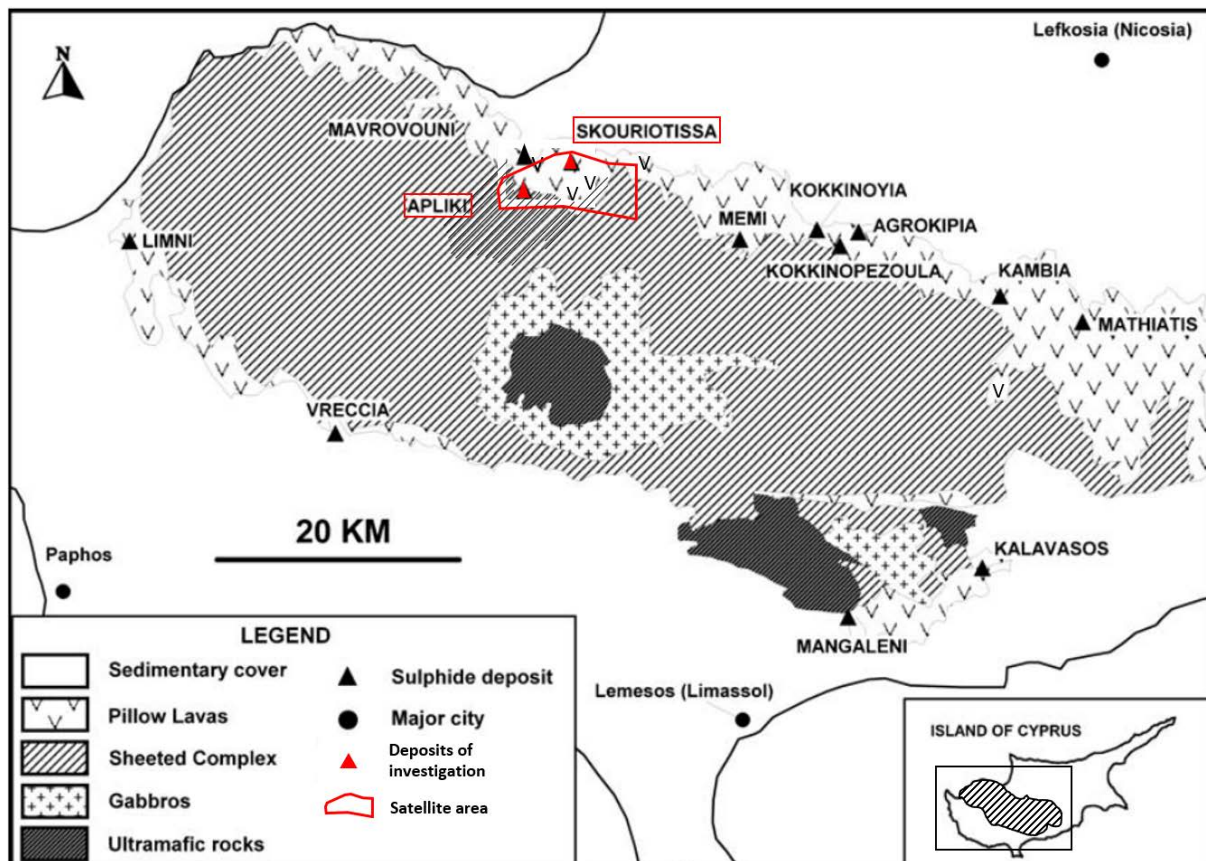 Lefkosia (Nicosia)
N
MAVROVOUNI
SKOURIOTISSA
APLIKI
KOKKINOYIA
MEMI
AGROKIPIA
LIMNI
KOKKINOPEZOULA
KAMBIA
MATHIATIS
VRECCIA
20 KM
Paphos
KALAVASOS
MANGALENI
Lemesos (Limassol)
LEGEND
Sedimentary cover
Pillow Lavas
Sheeted Complex
Gabbros
Ultramafic rocks
Sulphide deposit
Major city
Deposits of
investigation
Satellite area
ISLAND OF CYPRUS